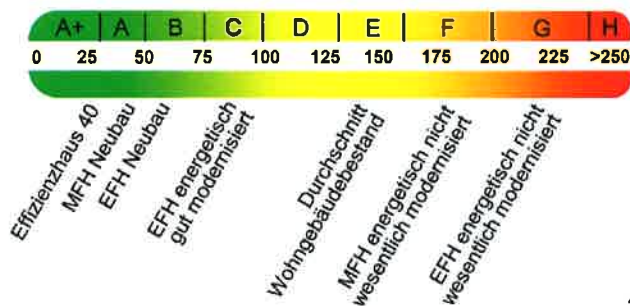 A+ A B C D E F G H
0 25 50 75 100 125 150 175 200 225 >250
Effizienzhaus 40
MFH Neubau
EFH Neubau
EFH energetisch
gut modernisiert
Durchschnitt
Wohngebäudebestand
MFH energetisch nicht
wesentlich modernisiert
EFH energetisch nicht
wesentlich modernisiert